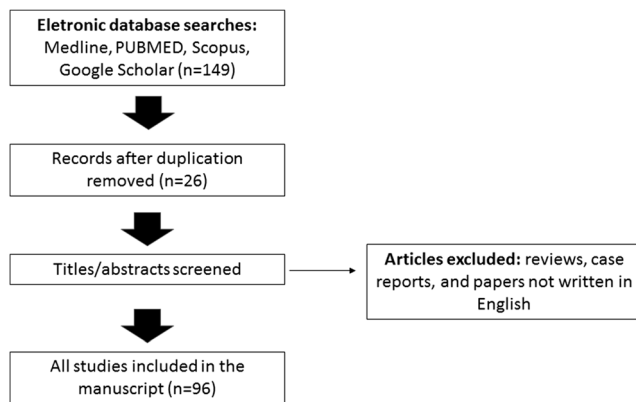 Eletronic database searches:
Medline, PUBMED, Scopus,
Google Scholar (n=149)
Records after duplication
removed (n=26)
Titles/abstracts screened
Articles excluded: reviews, case
reports, and papers not written in
English
All studies included in the
manuscript (n=96)